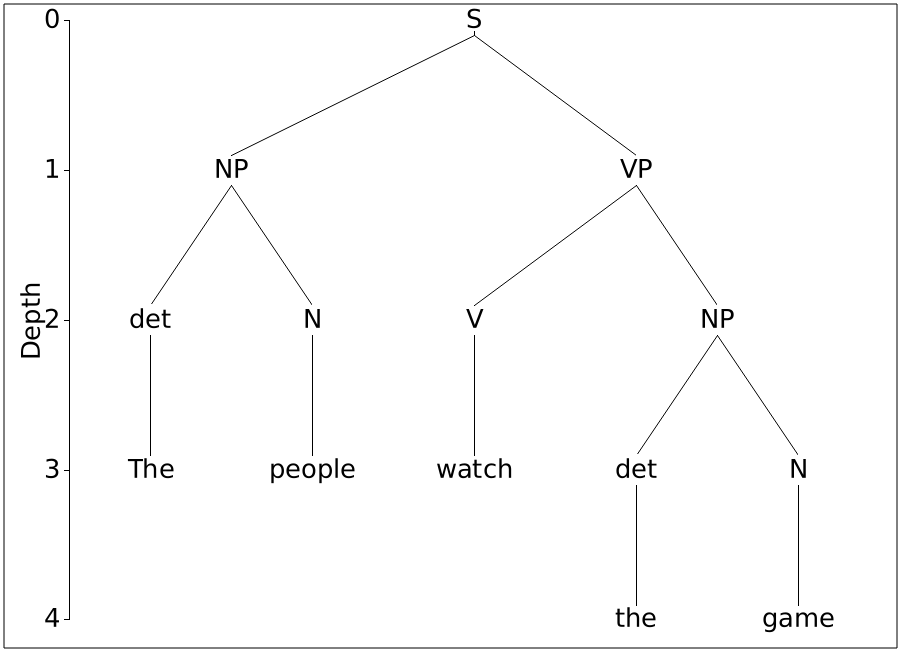 0 S
1 NP VP
Depth
2 det N V NP
3 The people watch det N
4 the game